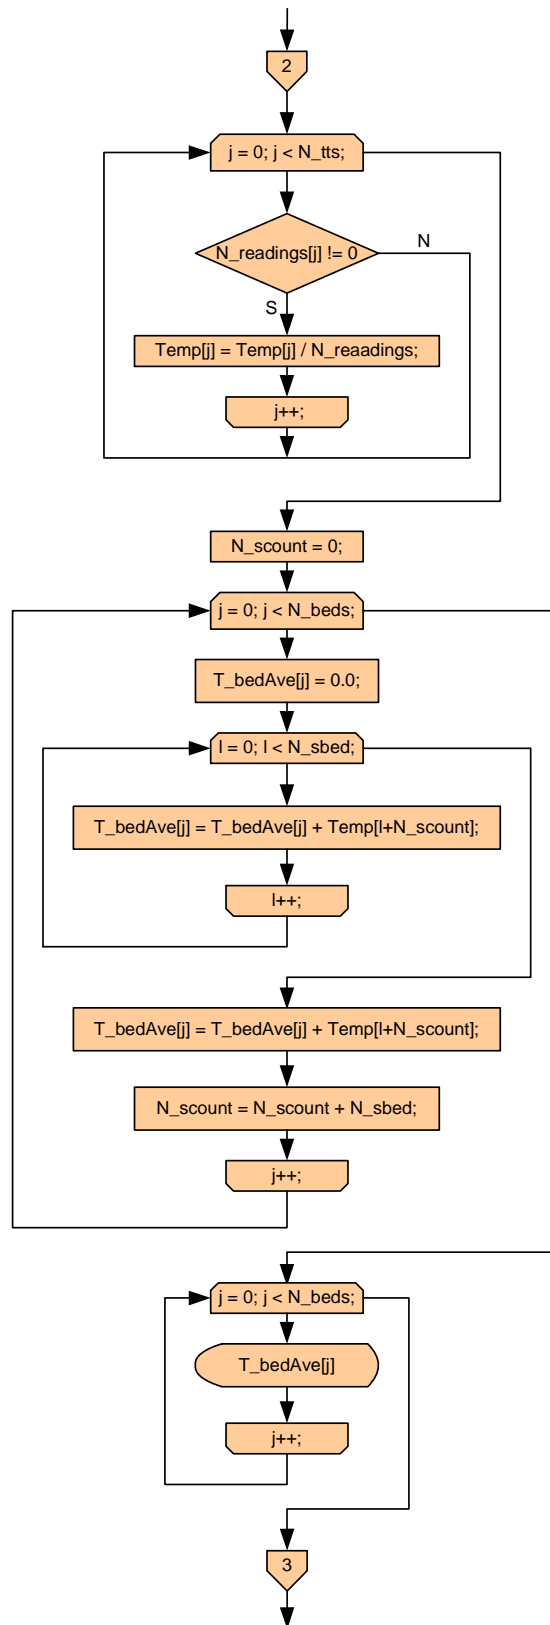 2
j = 0; j < N_tts;
N_readings[j] != 0
N
S
Temp[j] = Temp[j] / N_reaadings;
j++;
N_scount = 0;
j = 0; j < N_beds;
T_bedAve[j] = 0.0;
l = 0; l < N_sbed;
T_bedAve[j] = T_bedAve[j] + Temp[l+N_scount];
l++;
T_bedAve[j] = T_bedAve[j] + Temp[l+N_scount];
N_scount = N_scount + N_sbed;
j++;
j = 0; j < N_beds;
T_bedAve[j]
j++;
3